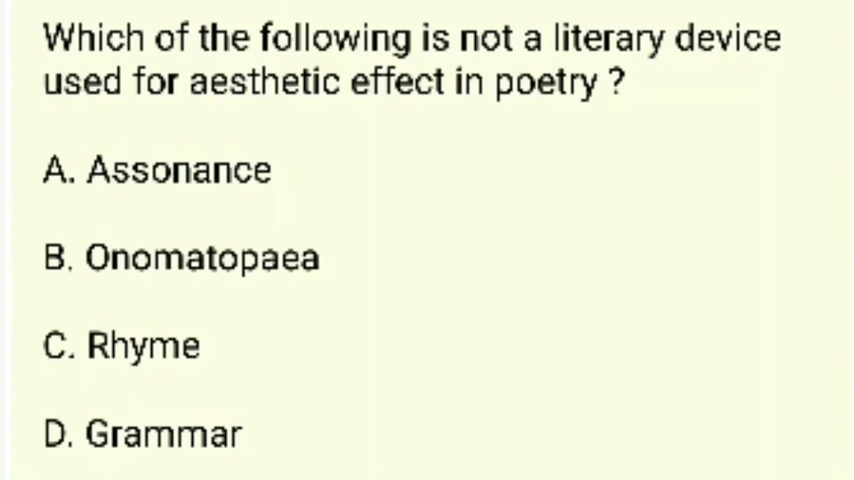 Which of the following is not a literary device
used for aesthetic effect in poetry ?
A. Assonance
B. Onomatopaea
C. Rhyme
D. Grammar